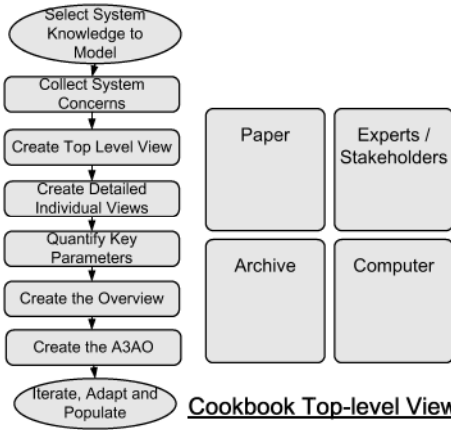 Select System
Knowledge to
Model
Collect System
Concerns
Create Top Level View
Create Detailed
Individual Views
Quantify Key
Parameters
Create the Overview
Create the A3AO
Iterate, Adapt and
Populate
Paper
Experts /
Stakeholders
Archive
Computer
Cookbook Top-level View